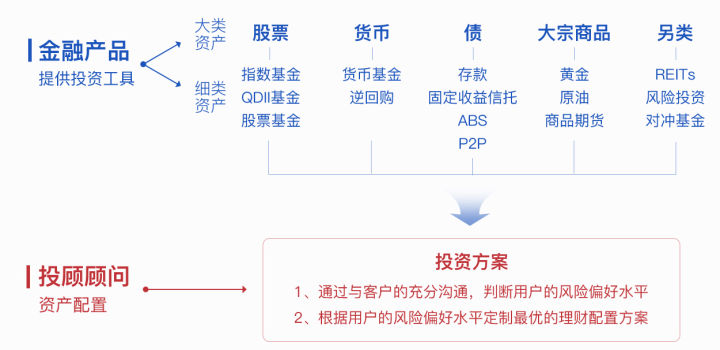 金融产品
提供投资工具
大类
资产
细类
资产
股票
指数基金
QDII基金
股票基金
货币
货币基金
逆回购
债
存款
固定收益信托
ABS
P2P
大宗商品
黄金
原油
商品期货
另类
REITs
风险投资
对冲基金
投顾顾问
资产配置
投资方案
1、通过与客户的充分沟通，判断用户的风险偏好水平
2、根据用户的风险偏好水平定制最优的理财配置方案